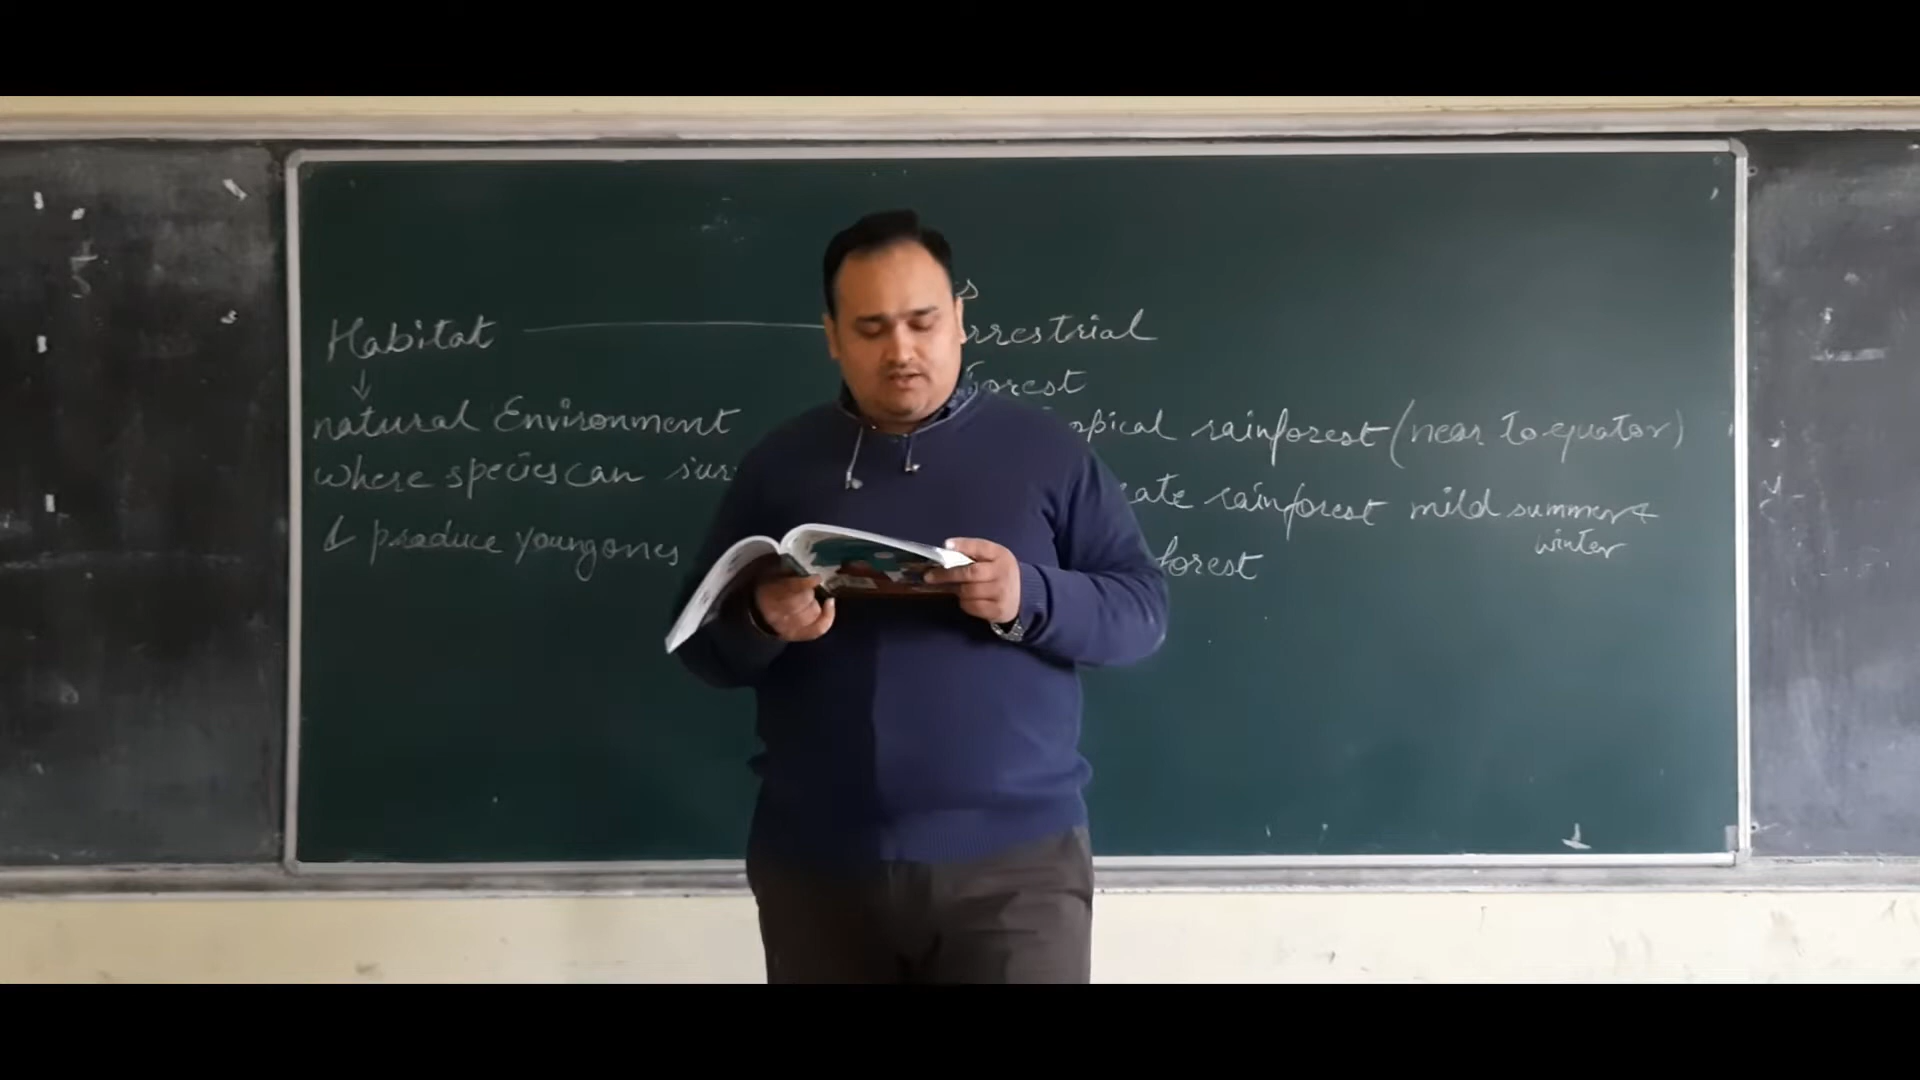 s
Habitat rrestrial
forest
natural Environment opical rainforest (near to equator)
where species can sur ate rainforest mild summer &
winter
& produce young ones forest